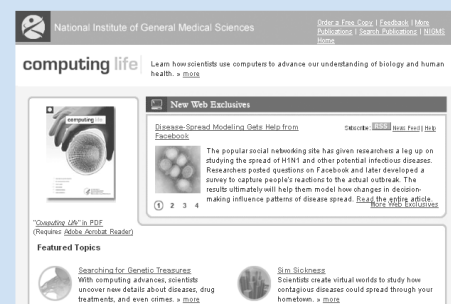 National Institute of General Medical Sciences
Order a Free Copy | Feedback | More
Publications | Search Publications | NIGMS
Home
computing life
Learn how scientists use computers to advance our understanding of biology and human
health. » more
New Web Exclusives
Disease-Spread Modeling Gets Help from
Facebook
Subscribe: RSS News Feed | Help
The popular social networking site has given researchers a leg up on
studying the spread of H1N1 and other potential infectious diseases.
Researchers posted questions on Facebook and later developed a
survey to capture people's reactions to the actual outbreak. The
results ultimately will help them model how changes in decision-
making influence patterns of disease spread. Read the entire article.
1 2 3 4
More Web Exclusives
computing life
"Computing Life" in PDF
(Requires Adobe Acrobat Reader)
Featured Topics
Searching for Genetic Treasures
With computing advances, scientists
uncover new details about diseases, drug
treatments, and even crimes. » more
Sim Sickness
Scientists create virtual worlds to study how
contagious diseases could spread through your
hometown. » more